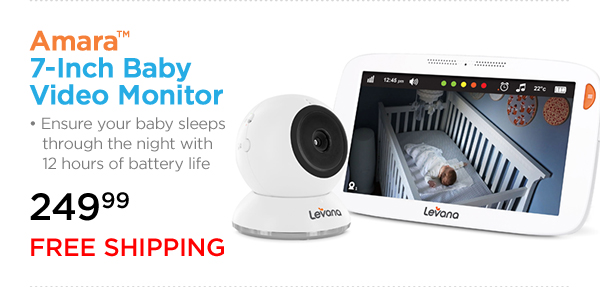 Amara™
7-Inch Baby
Video Monitor
• Ensure your baby sleeps
through the night with
12 hours of battery life
249⁹⁹
FREE SHIPPING
12:45 pm
22°c
Levana
Levana